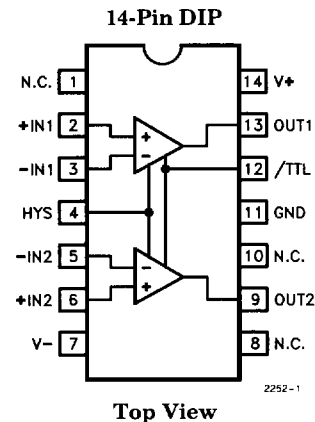 14-Pin DIP
N.C. 1 14 V+
+IN1 2 + 13 OUT1
-IN1 3 − 12 /TTL
HYS 4 11 GND
-IN2 5 − 10 N.C.
+IN2 6 + 9 OUT2
V- 7 8 N.C.
2252-1
Top View